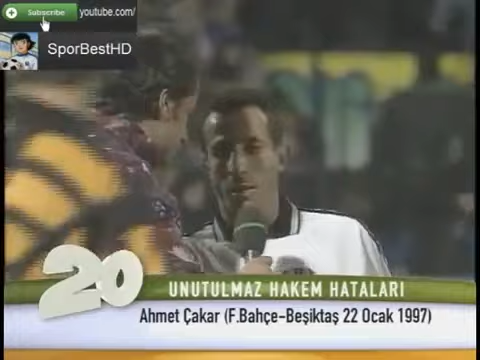 Subscribe
youtube.com/
SporBestHD
20
UNUTULMAZ HAKEM HATALARI
Ahmet Çakar (F.Bahçe-Beşiktaş 22 Ocak 1997)